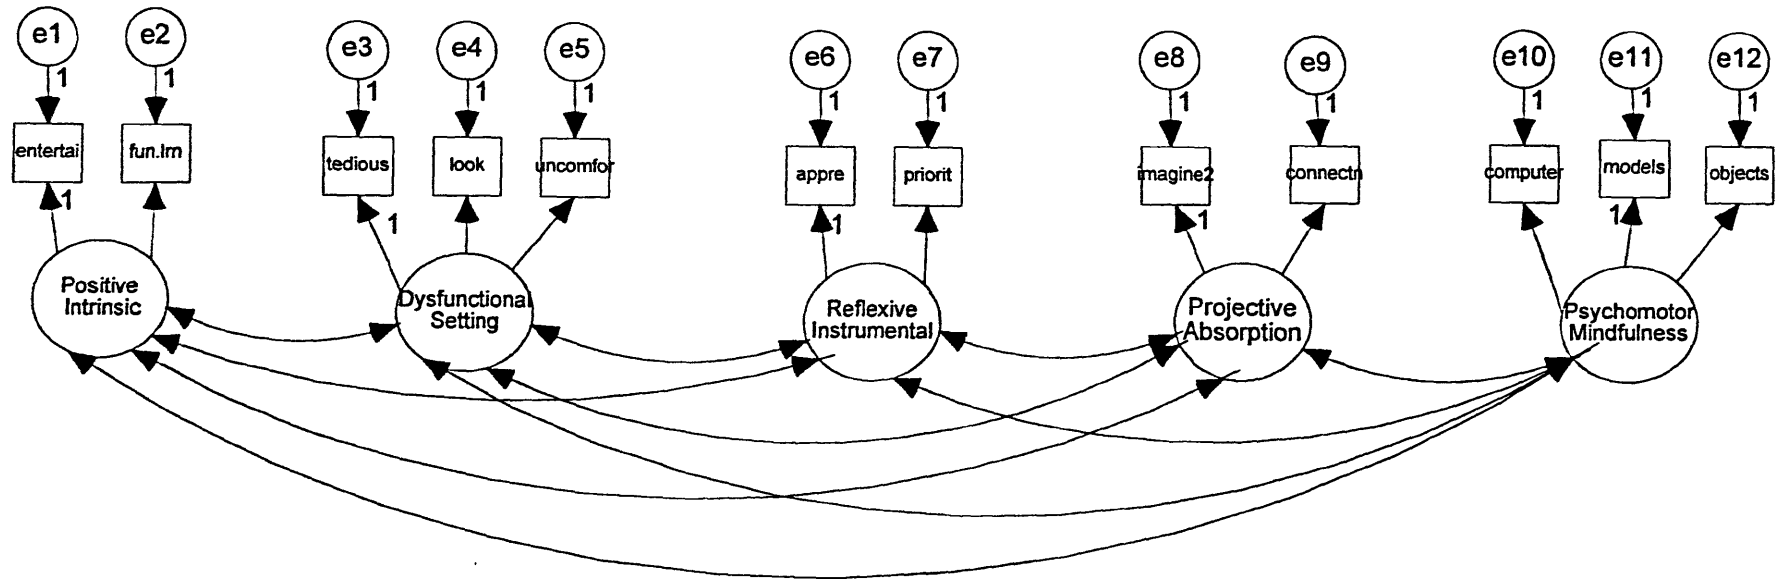 e1
e2
e3
e4
e5
e6
e7
e8
e9
e10
e11
e12
1
1
1
1
1
1
1
1
1
1
1
1
entertai
fun.lrn
tedious
look
uncomfor
appre
priorit
imagine2
connectn
computer
models
objects
1
1
1
1
1
Positive
Intrinsic
Dysfunctional
Setting
Reflexive
Instrumental
Projective
Absorption
Psychomotor
Mindfulness